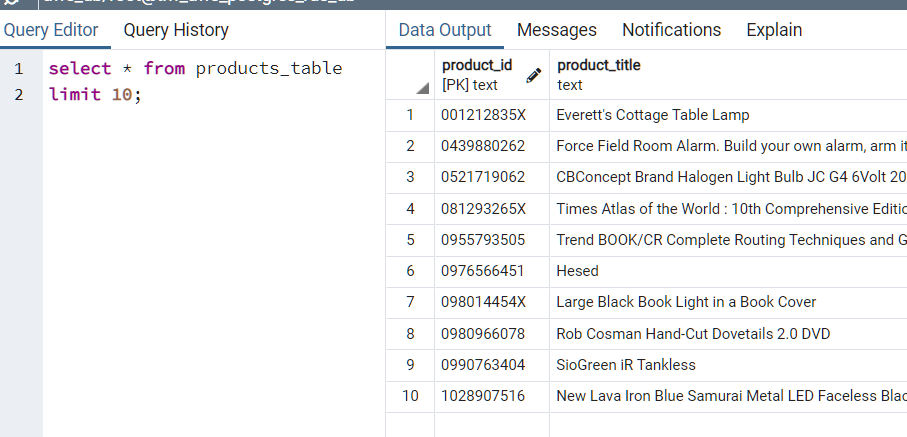 Query Editor Query History
Data Output Messages Notifications Explain
1 select * from products_table
2 limit 10;
product_id product_title
[PK] text text
1 001212835X Everett's Cottage Table Lamp
2 0439880262 Force Field Room Alarm. Build your own alarm, arm it
3 0521719062 CBConcept Brand Halogen Light Bulb JC G4 6Volt 20
4 081293265X Times Atlas of the World : 10th Comprehensive Editio
5 0955793505 Trend BOOK/CR Complete Routing Techniques and G
6 0976566451 Hesed
7 098014454X Large Black Book Light in a Book Cover
8 0980966078 Rob Cosman Hand-Cut Dovetails 2.0 DVD
9 0990763404 SioGreen iR Tankless
10 1028907516 New Lava Iron Blue Samurai Metal LED Faceless Blac